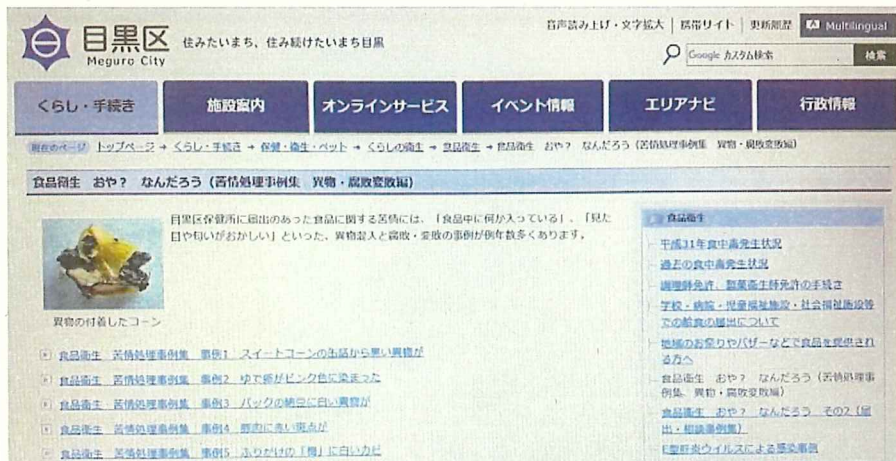 音声読み上げ・文字拡大 | 携帯サイト | 更新履歴 Multilingual
目黒区 住みたいまち、住み続けたいまち目黒
Meguro City
Google カスタム検索 検索
くらし・手続き 施設案内 オンラインサービス イベント情報 エリアナビ 行政情報
現在のページ トップページ → くらし・手続き → 保健・衛生・ペット → くらしの衛生 → 食品衛生 → 食品衛生 おや? なんだろう(苦情処理事例集 異物・腐敗変敗編)
食品衛生 おや? なんだろう(苦情処理事例集 異物・腐敗変敗編)
目黒区保健所に届出のあった食品に関する苦情には、「食品中に何か入っている」、「見た
目や匂いがおかしい」といった、異物混入と腐敗・変敗の事例が例年数多くあります。
異物の付着したコーン
食品衛生 苦情処理事例集 事例1 スイートコーンの缶詰から黒い異物が
食品衛生 苦情処理事例集 事例2 ゆで卵がピンク色に染まった
食品衛生 苦情処理事例集 事例3 パックの納豆に白い異物が
食品衛生 苦情処理事例集 事例4 豚肉に赤い斑点が
食品衛生 苦情処理事例集 事例5 ふりかけの「梅」に白いカビ
食品衛生
平成31年食中毒発生状況
過去の食中毒発生状況
調理師免許、製菓衛生師免許の手続き
学校・病院・児童福祉施設・社会福祉施設等
での給食の届出について
地域のお祭りやバザーなどで食品を提供され
る方へ
食品衛生 おや? なんだろう(苦情処理事
例集 異物・腐敗変敗編)
食品衛生 おや? なんだろう その2(届
出・相談事例集)
E型肝炎ウイルスによる感染事例